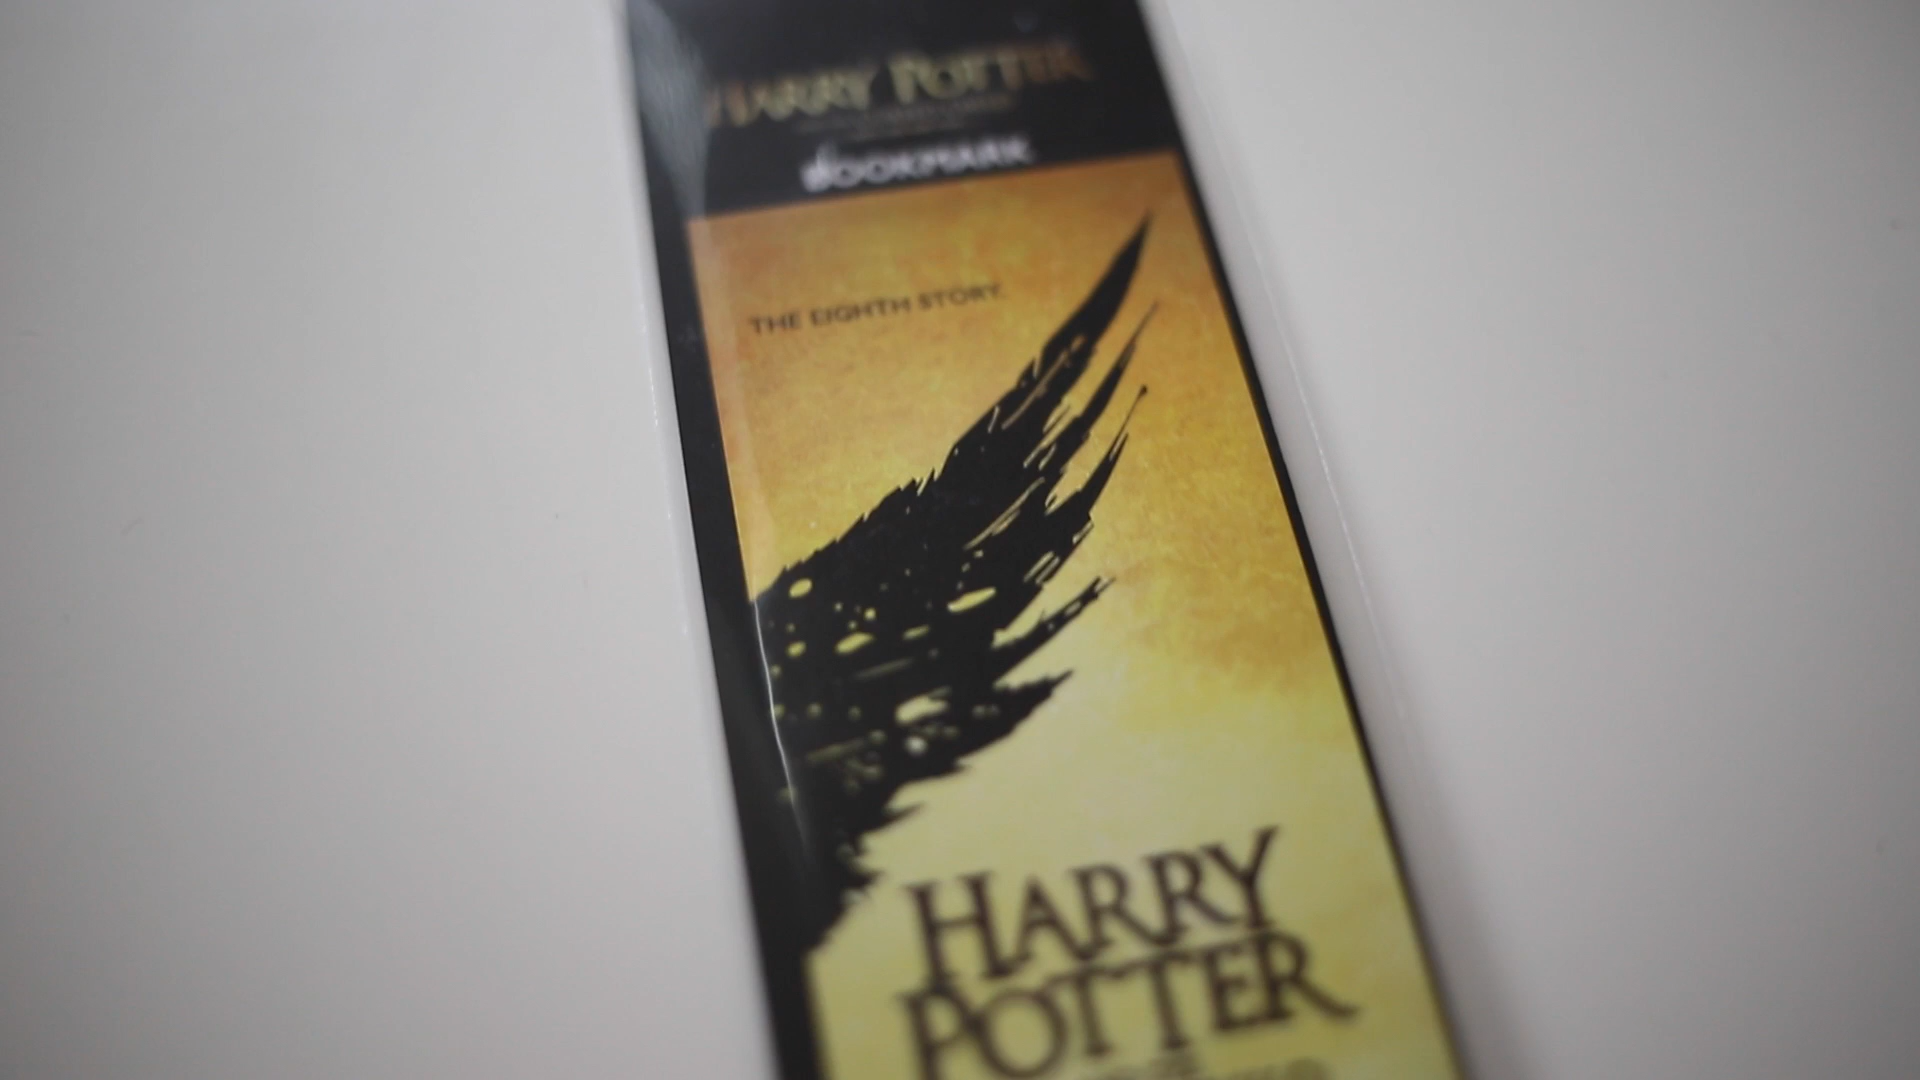 HARRY POTTER
BOOKMARK
THE EIGHTH STORY.
HARRY
POTTER